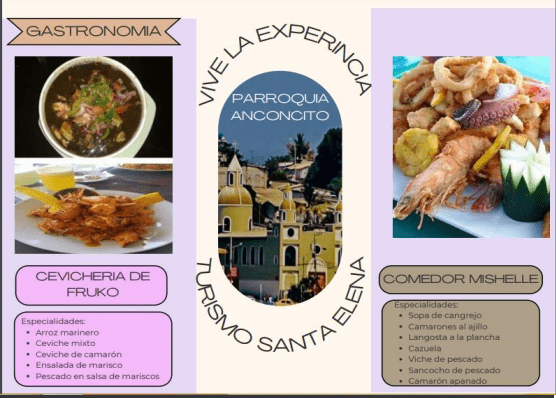 GASTRONOMIA
CEVICHERIA DE
FRUKO
Especialidades:
Arroz marinero
Ceviche mixto
Ceviche de camarón
Ensalada de marisco
Pescado en salsa de mariscos
VIVE LA EXPERINCIA
PARROQUIA
ANCONCITO
TURISMO SANTA ELENA
COMEDOR MISHELLE
Especialidades:
Sopa de cangrejo
Camarones al ajillo
Langosta a la plancha
Cazuela
Viche de pescado
Sancocho de pescado
Camarón apanado